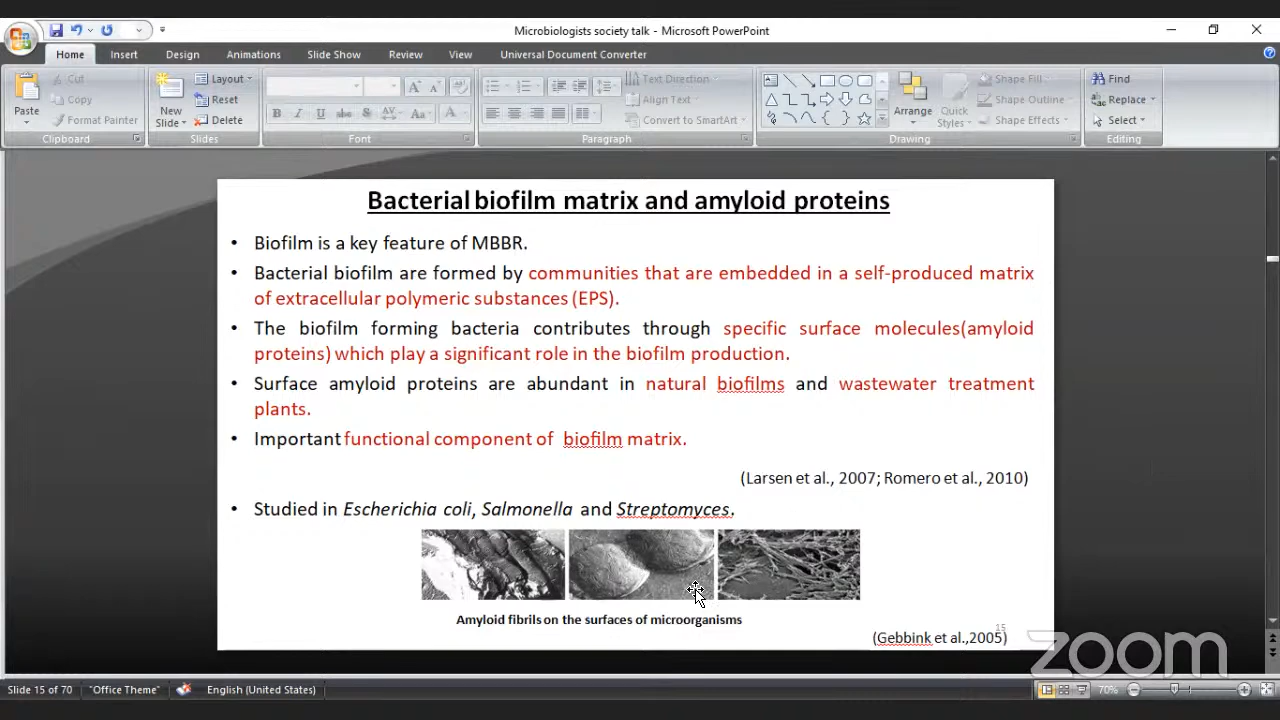 Microbiologists society talk - Microsoft PowerPoint
Home Insert Design Animations Slide Show Review View Universal Document Converter
Paste
Cut
Copy
Format Painter
Clipboard
New Slide
Layout
Reset
Delete
Slides
B I U abc S AV Aa A
Font
Text Direction
Align Text
Convert to SmartArt
Paragraph
Arrange
Quick Styles
Shape Fill
Shape Outline
Shape Effects
Drawing
Find
Replace
Select
Editing
Bacterial biofilm matrix and amyloid proteins
• Biofilm is a key feature of MBBR.
• Bacterial biofilm are formed by communities that are embedded in a self-produced matrix
of extracellular polymeric substances (EPS).
• The biofilm forming bacteria contributes through specific surface molecules(amyloid
proteins) which play a significant role in the biofilm production.
• Surface amyloid proteins are abundant in natural biofilms and wastewater treatment
plants.
• Important functional component of biofilm matrix.
(Larsen et al., 2007; Romero et al., 2010)
• Studied in Escherichia coli, Salmonella and Streptomyces.
Amyloid fibrils on the surfaces of microorganisms
15
(Gebbink et al.,2005)
zoom
Slide 15 of 70 "Office Theme" English (United States) 70%